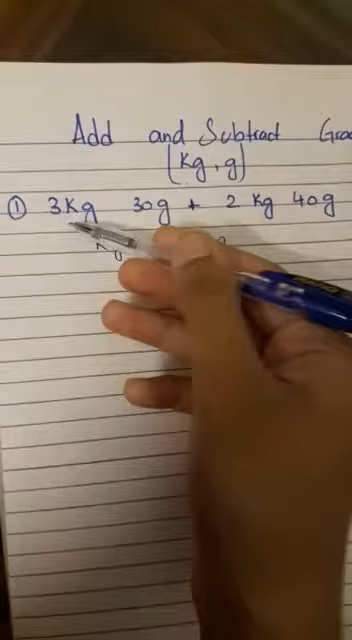 Add and Subtract
(Kg, g)
① 3Kg 30g + 2 Kg 40g